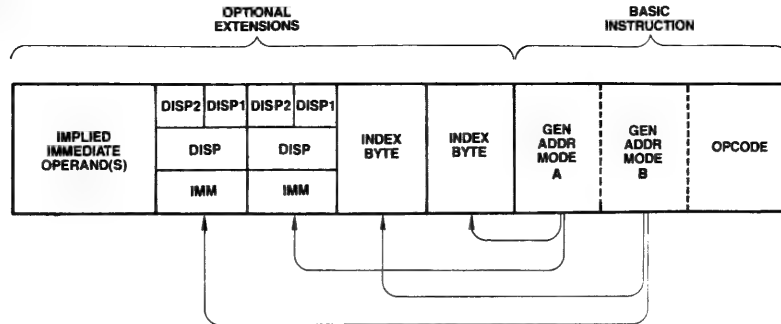 OPTIONAL
EXTENSIONS
BASIC
INSTRUCTION
IMPLIED
IMMEDIATE
OPERAND(S)
DISP2 DISP1
DISP
IMM
DISP2 DISP1
DISP
IMM
INDEX
BYTE
INDEX
BYTE
GEN
ADDR
MODE
A
GEN
ADDR
MODE
B
OPCODE